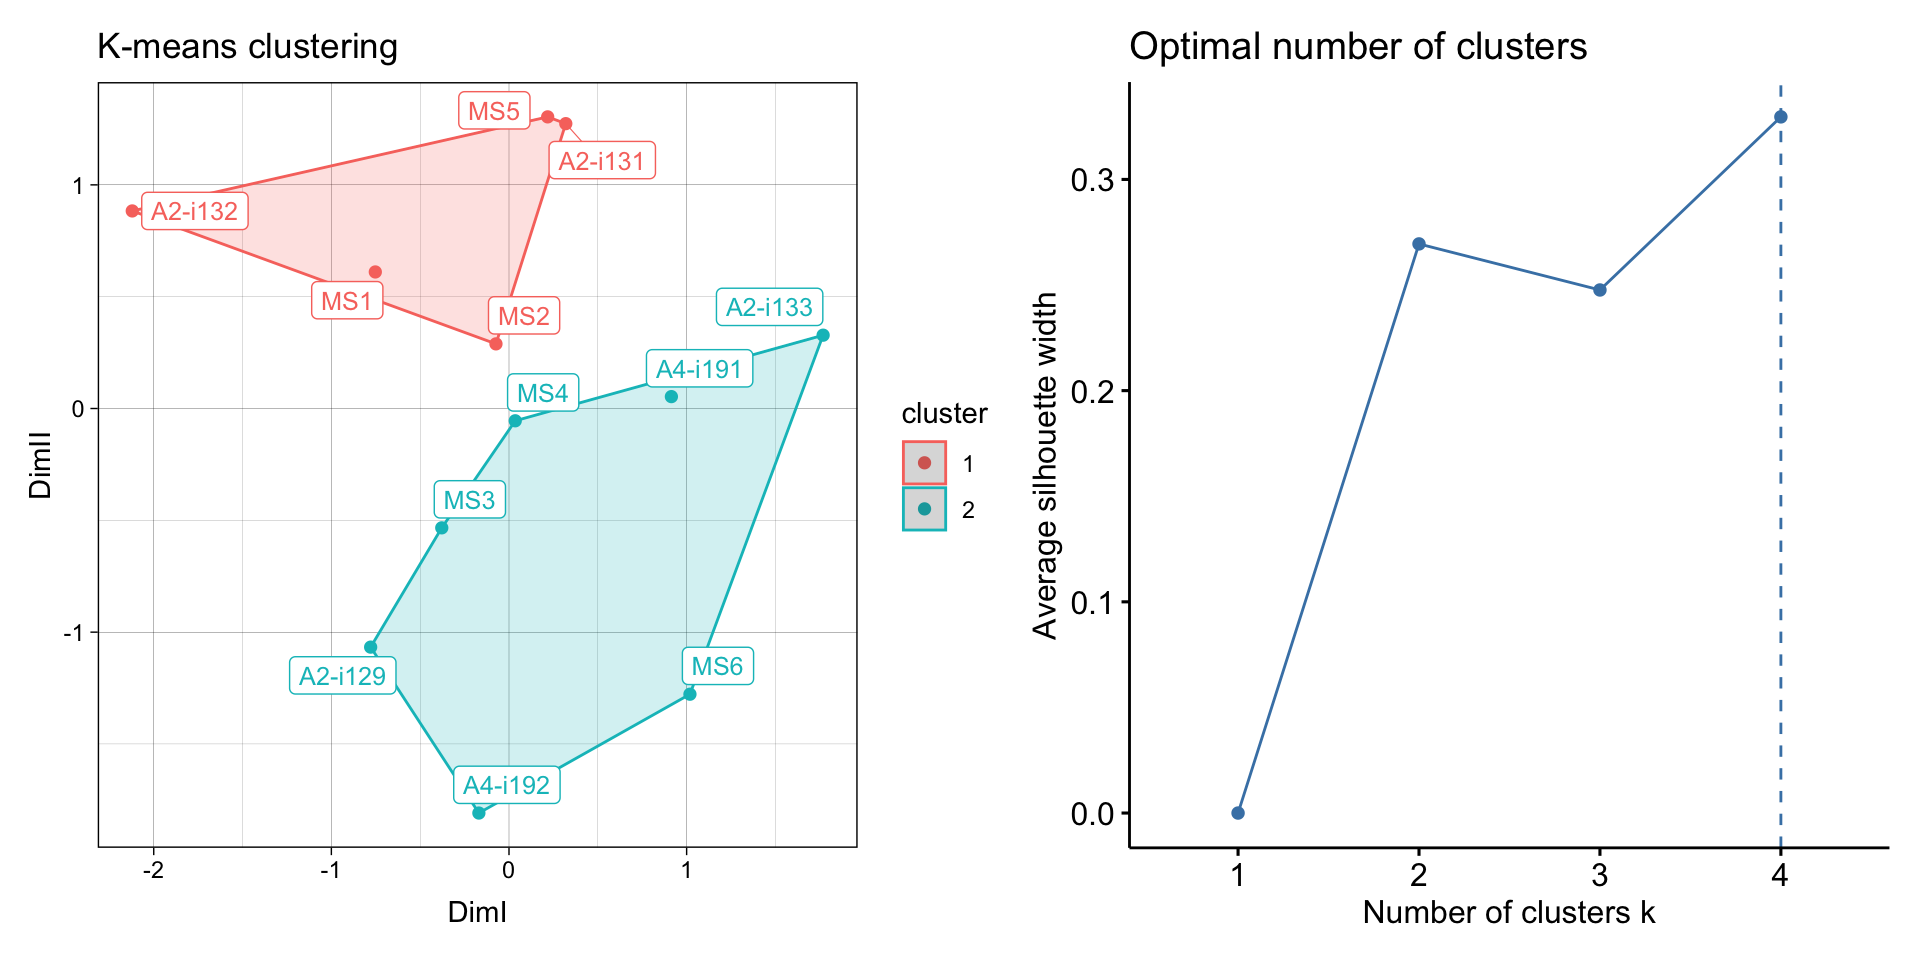 K-means clustering
MS5
A2-i131
A2-i132
MS1
MS2
A2-i133
A4-i191
MS4
MS3
A2-i129
MS6
A4-i192
1
0
-1
-2
-1
0
1
DimI
DimII
cluster
1
2
Optimal number of clusters
0.3
0.2
0.1
0.0
1
2
3
4
Number of clusters k
Average silhouette width